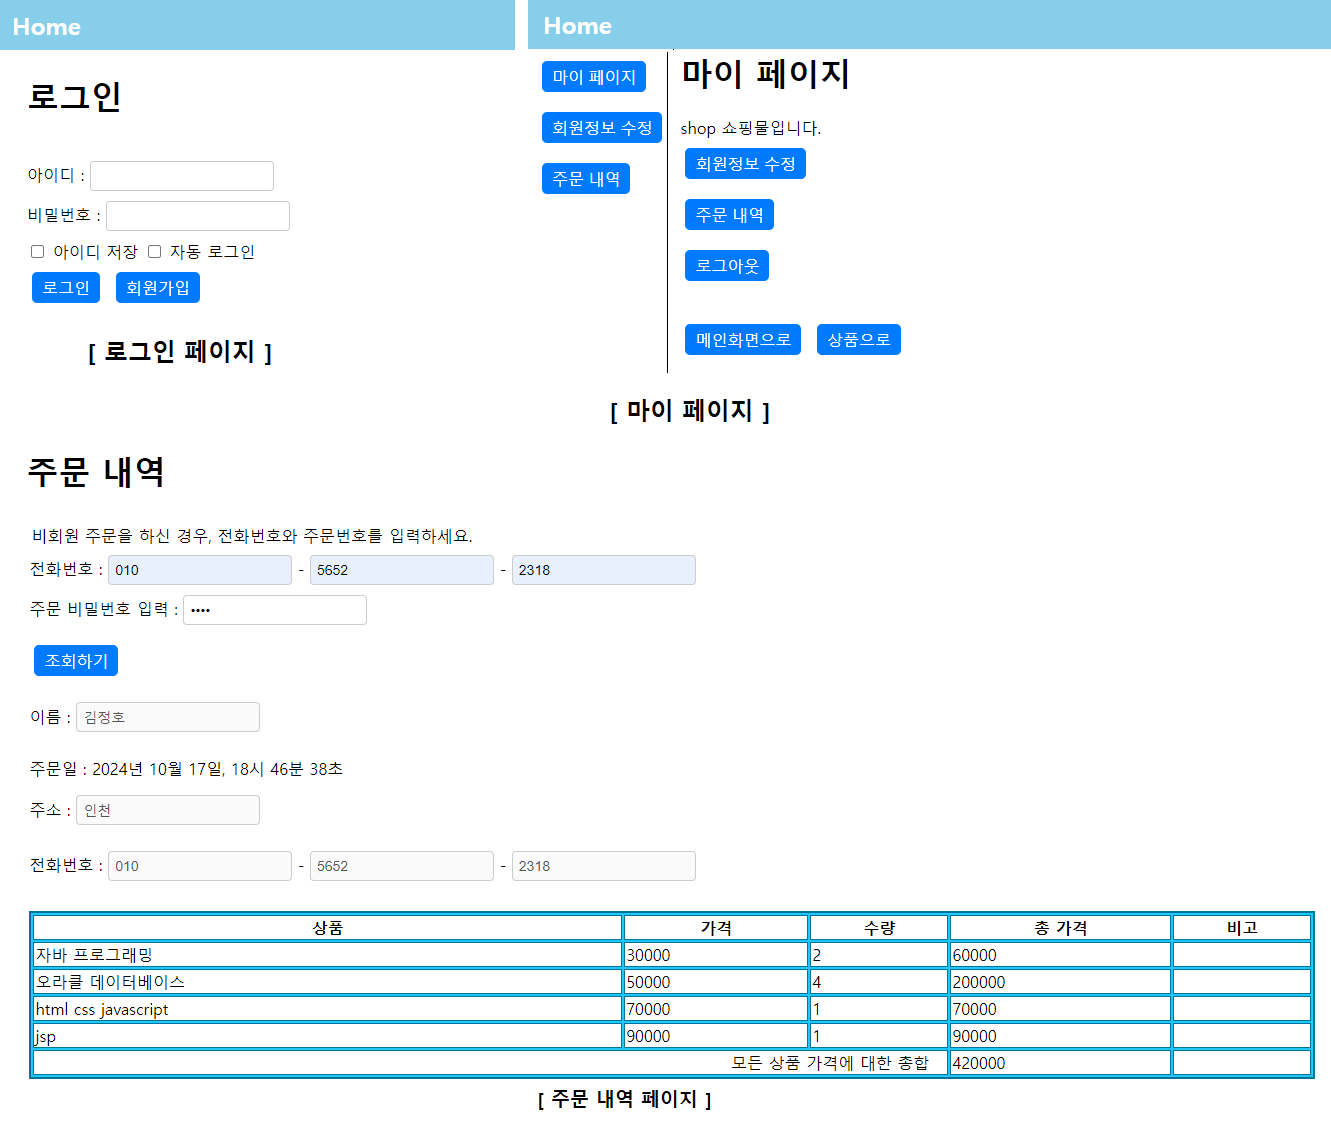 Home
로그인
아이디 :
비밀번호 :
아이디 저장 자동 로그인
로그인 회원가입
[ 로그인 페이지 ]
Home
마이 페이지
회원정보 수정
주문 내역
마이 페이지
shop 쇼핑물입니다.
회원정보 수정
주문 내역
로그아웃
메인화면으로 상품으로
[ 마이 페이지 ]
주문 내역
비회원 주문을 하신 경우, 전화번호와 주문번호를 입력하세요.
전화번호 : 010 - 5652 - 2318
주문 비밀번호 입력 : ••••
조회하기
이름 : 김정호
주문일 : 2024년 10월 17일, 18시 46분 38초
주소 : 인천
전화번호 : 010 - 5652 - 2318
상품 가격 수량 총 가격 비고
자바 프로그래밍 30000 2 60000
오라클 데이터베이스 50000 4 200000
html css javascript 70000 1 70000
jsp 90000 1 90000
모든 상품 가격에 대한 총합 420000
[ 주문 내역 페이지 ]